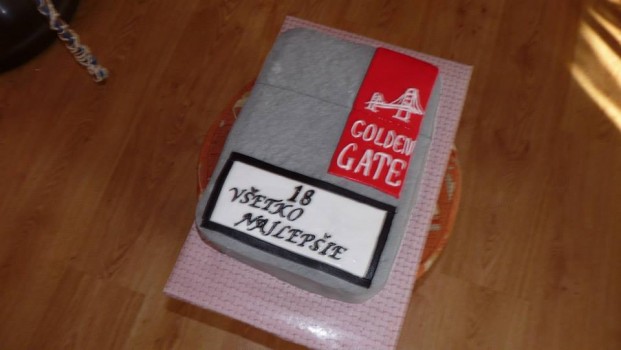 GOLDEN
GATE
18
VŠETKO
NAJLEPŠIE